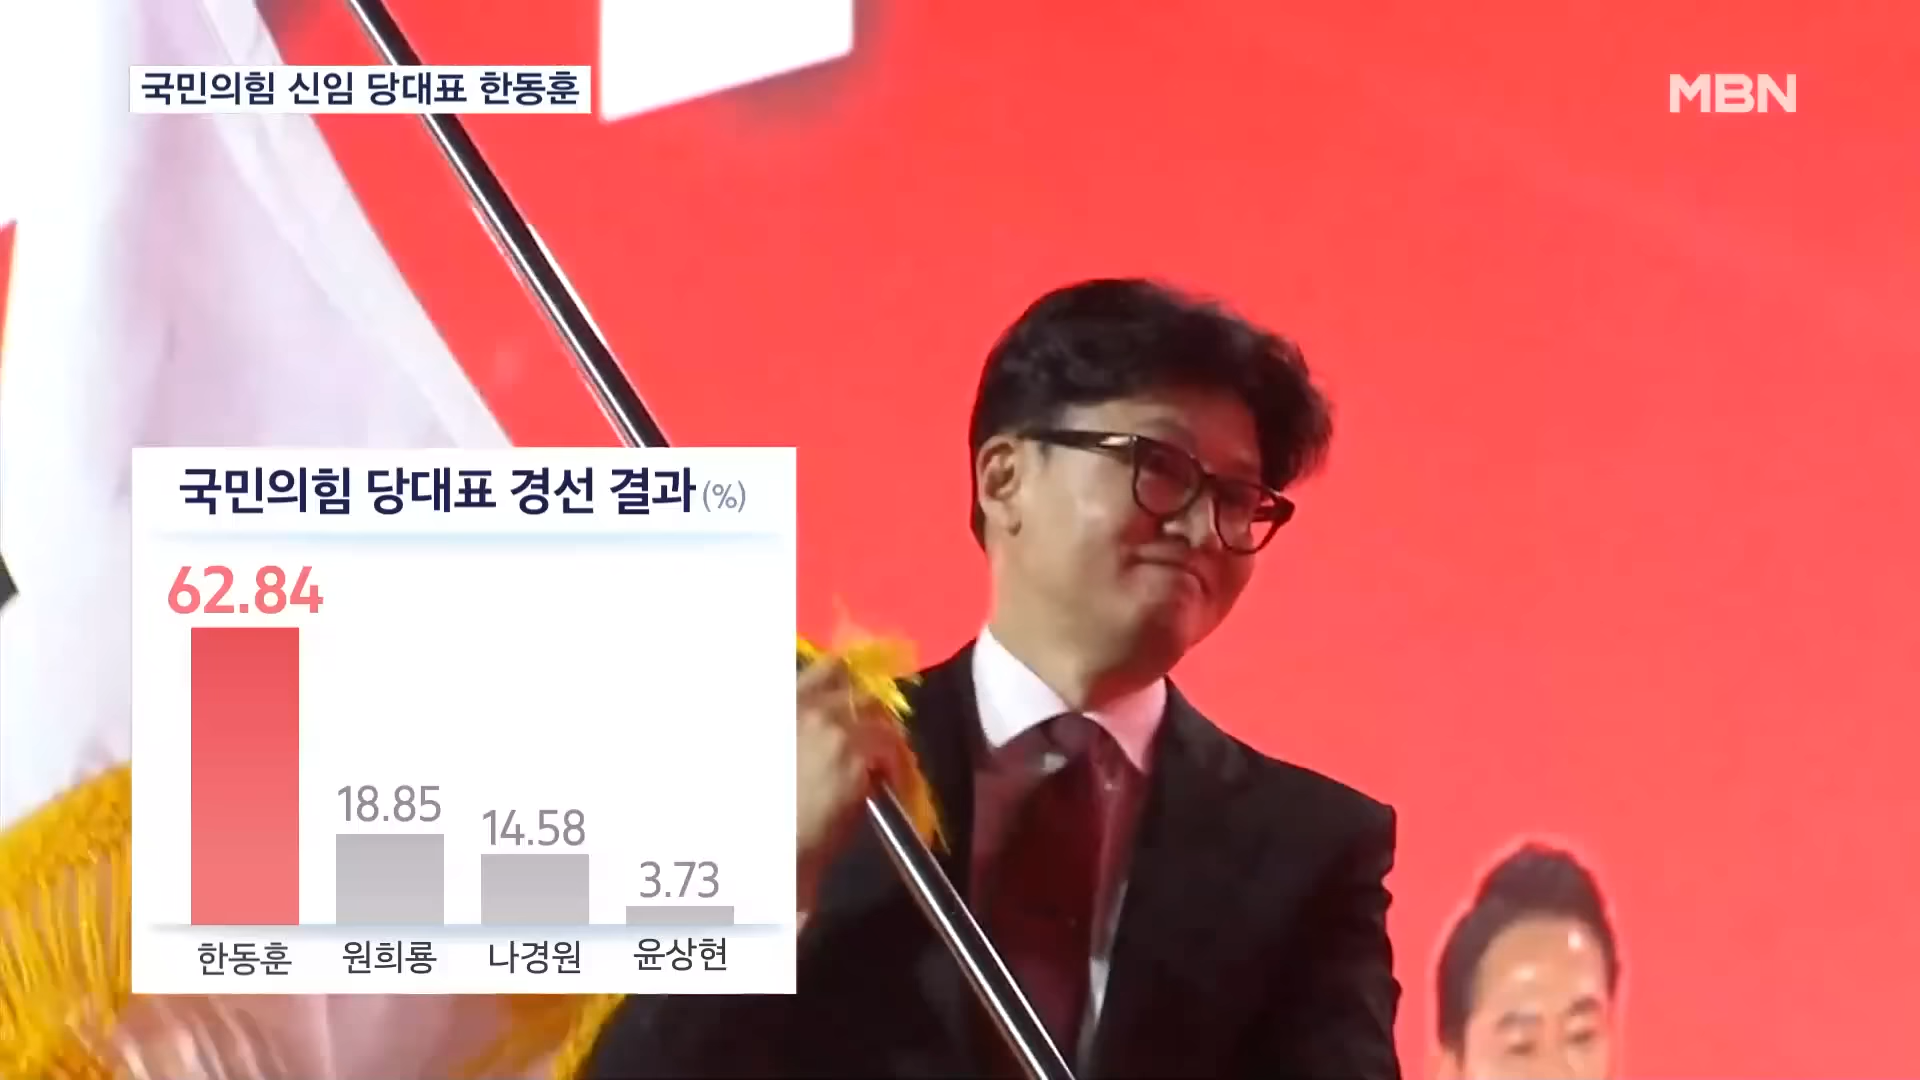 국민의힘 신임 당대표 한동훈
MBN
국민의힘 당대표 경선 결과 (%)
62.84
18.85
14.58
3.73
한동훈
원희룡
나경원
윤상현